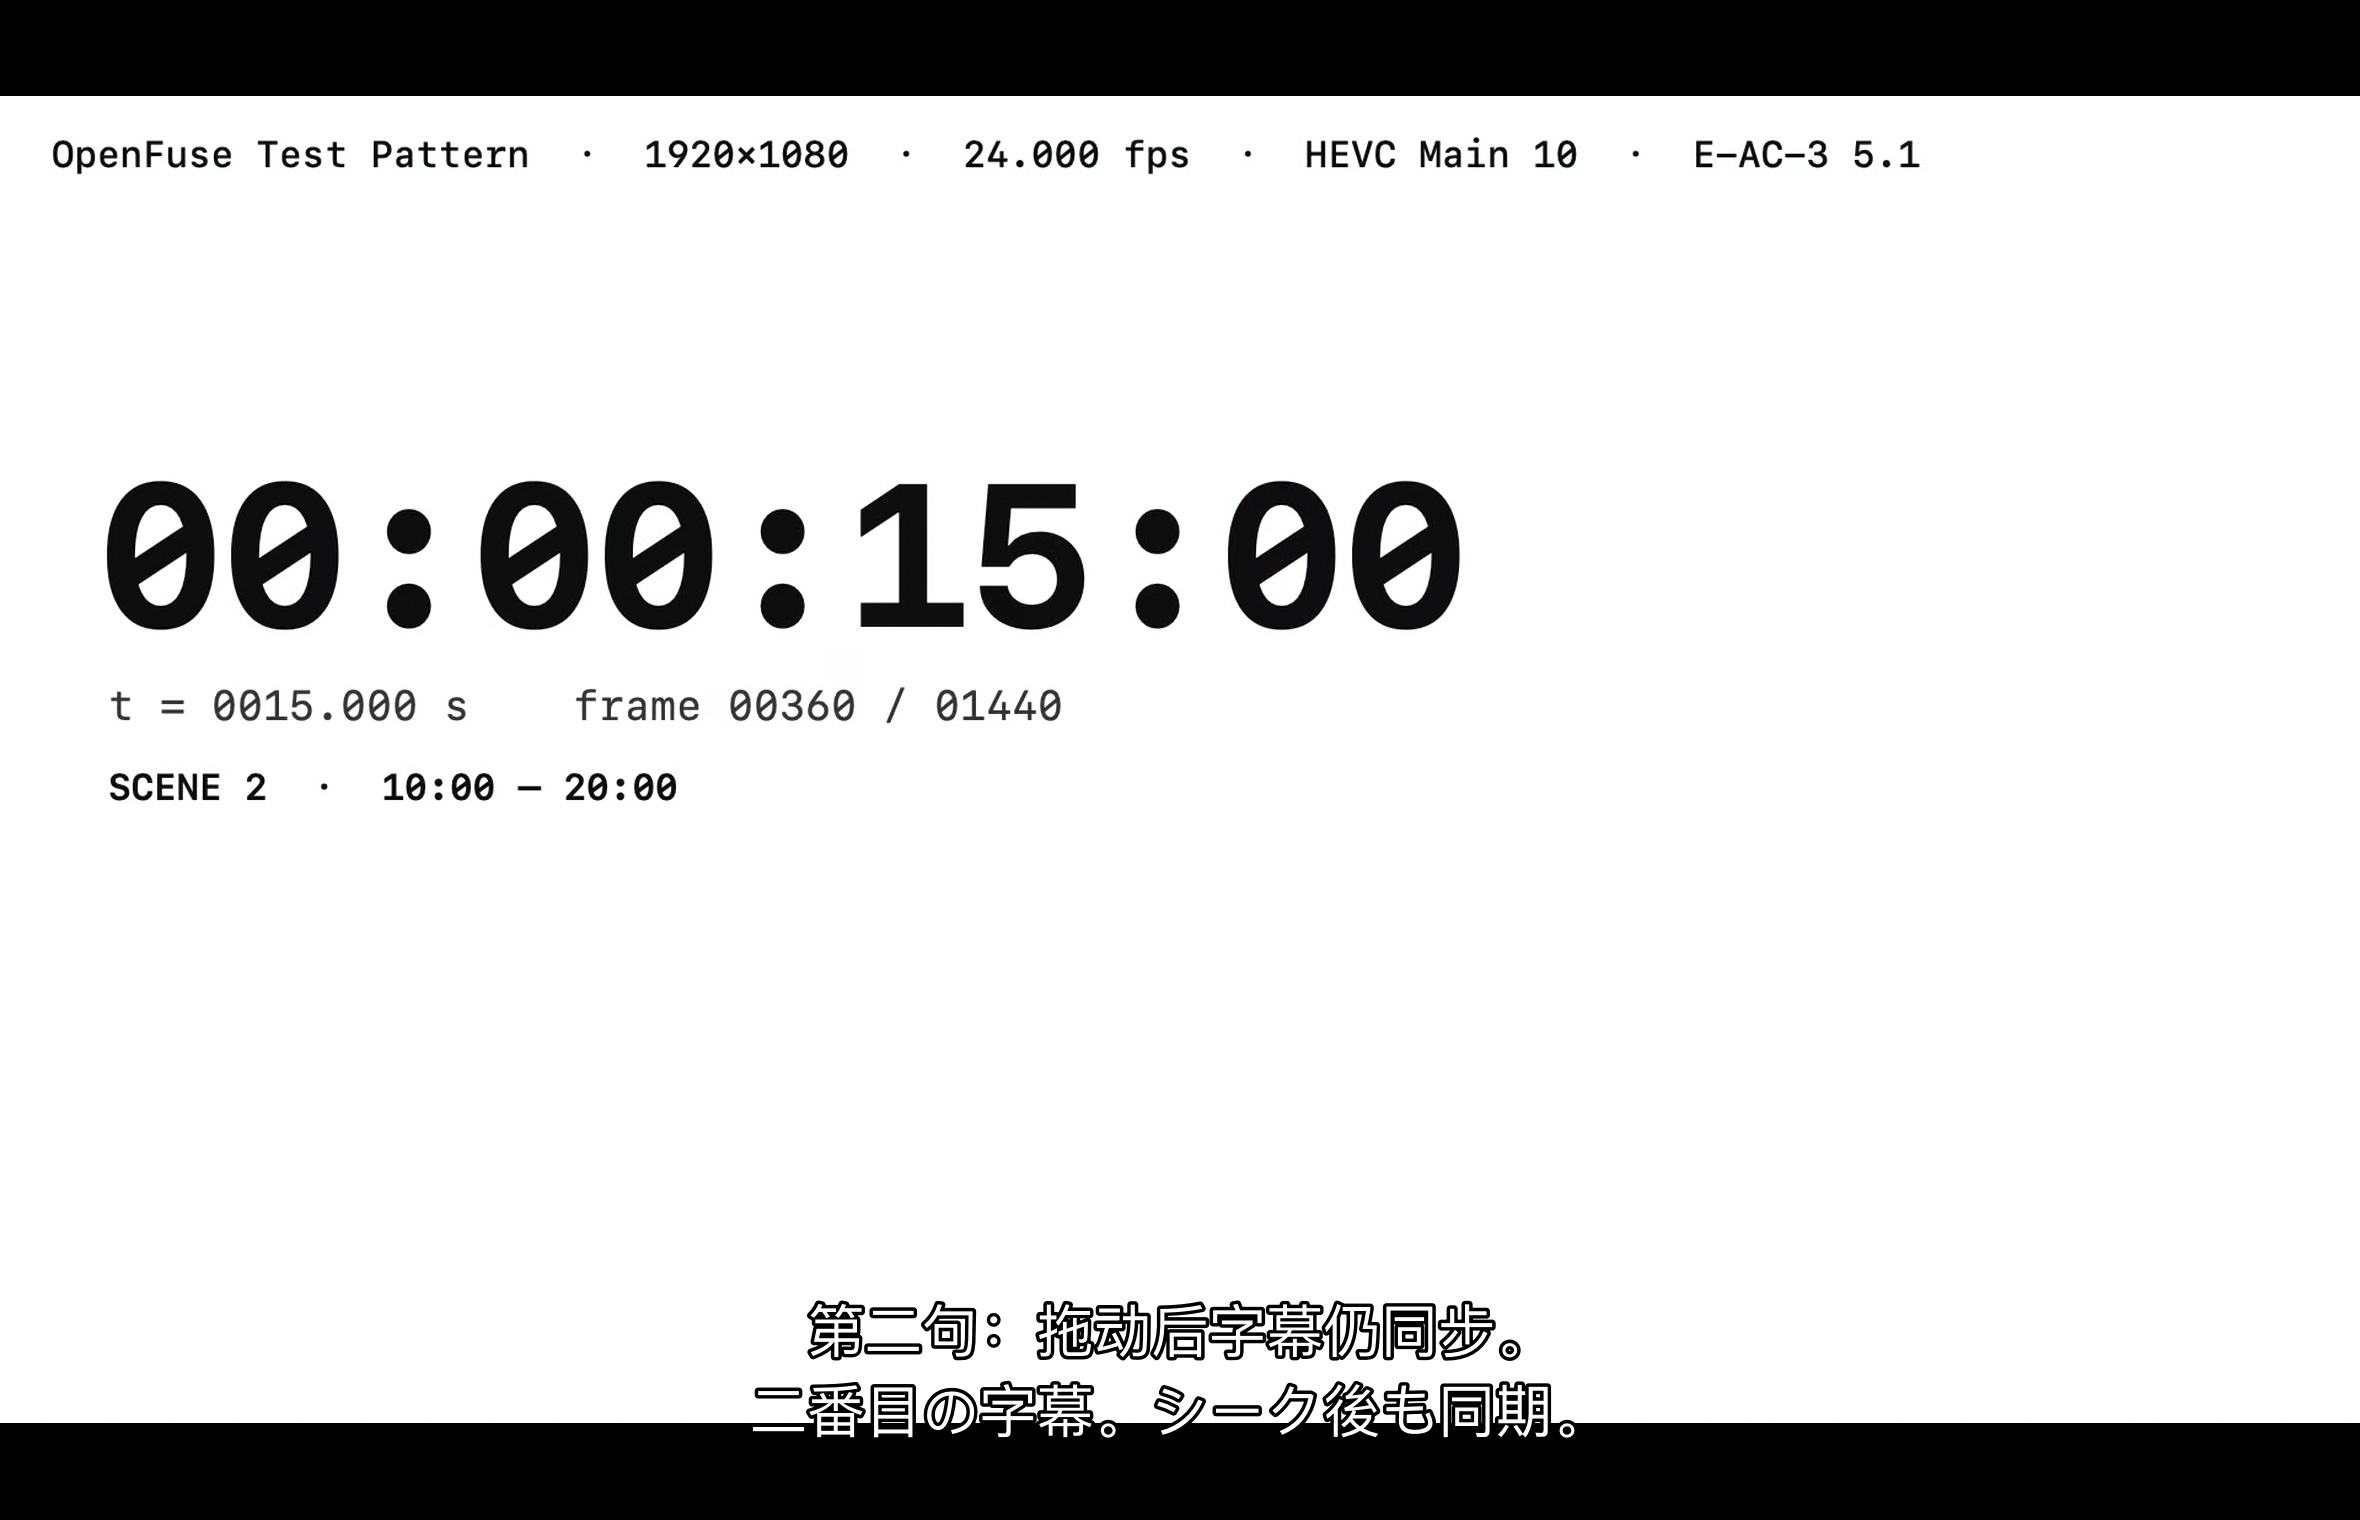 OpenFuse Test Pattern · 1920×1080 · 24.000 fps · HEVC Main 10 · E-AC-3 5.1
00:00:15:00
t = 0015.000 s frame 00360 / 01440
SCENE 2 · 10:00 — 20:00
第二句：拖动后字幕仍同步。
二番目の字幕。シーク後も同期。